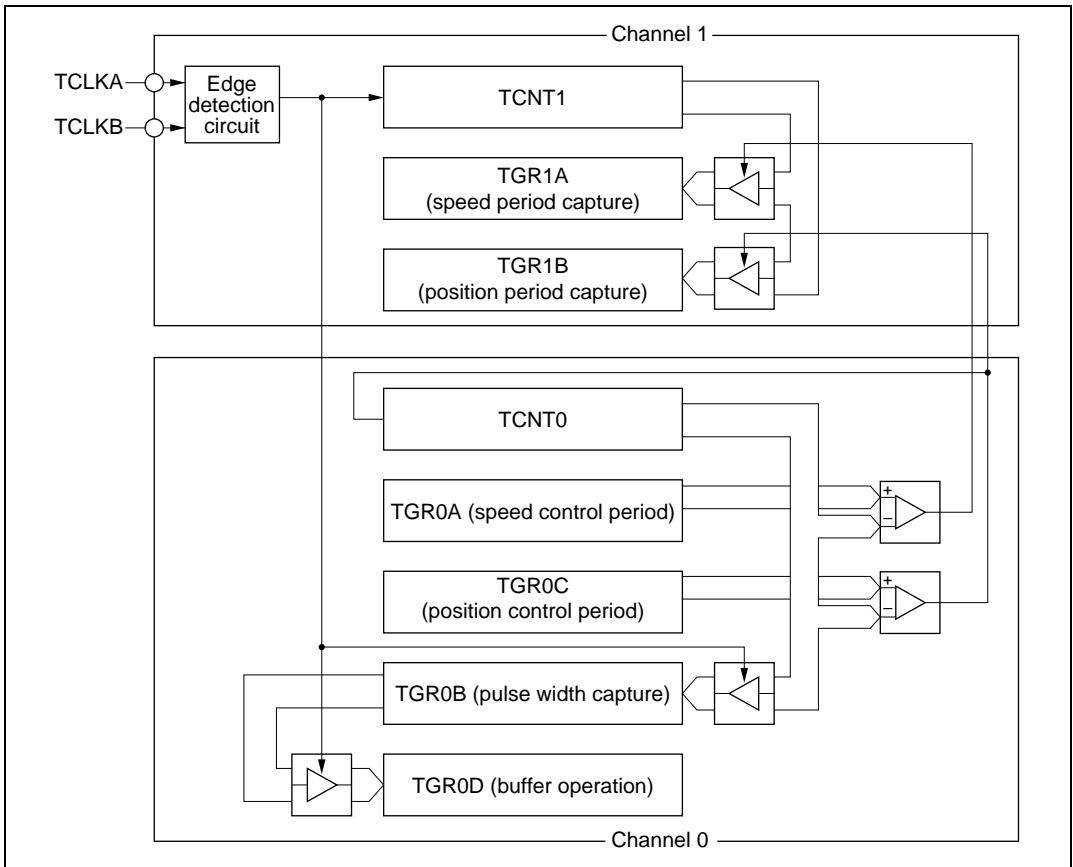 Channel 1
TCLKA
TCLKB
Edge
detection
circuit
TCNT1
TGR1A
(speed period capture)
TGR1B
(position period capture)
TCNT0
TGR0A (speed control period)
+
−
TGR0C
(position control period)
+
−
TGR0B (pulse width capture)
TGR0D (buffer operation)
Channel 0